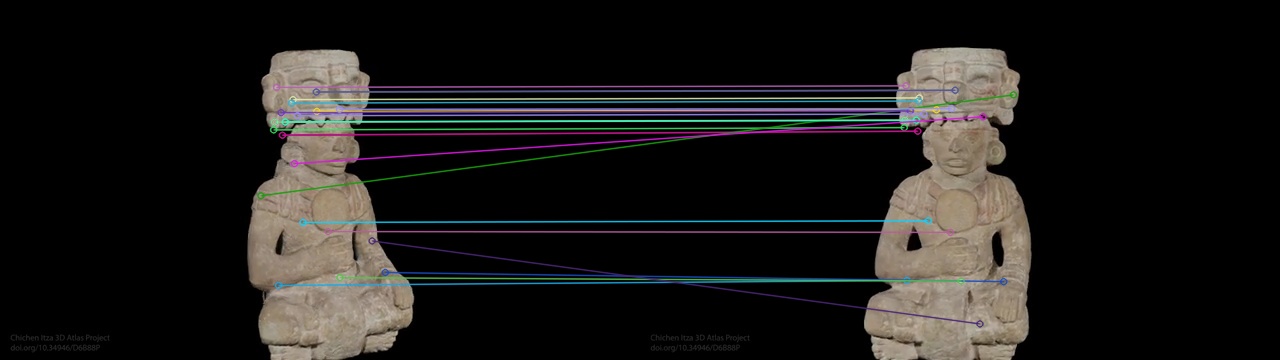 Chichen Itza 3D Atlas Project
doi.org/10.34946/D6B88P
Chichen Itza 3D Atlas Project
doi.org/10.34946/D6B88P